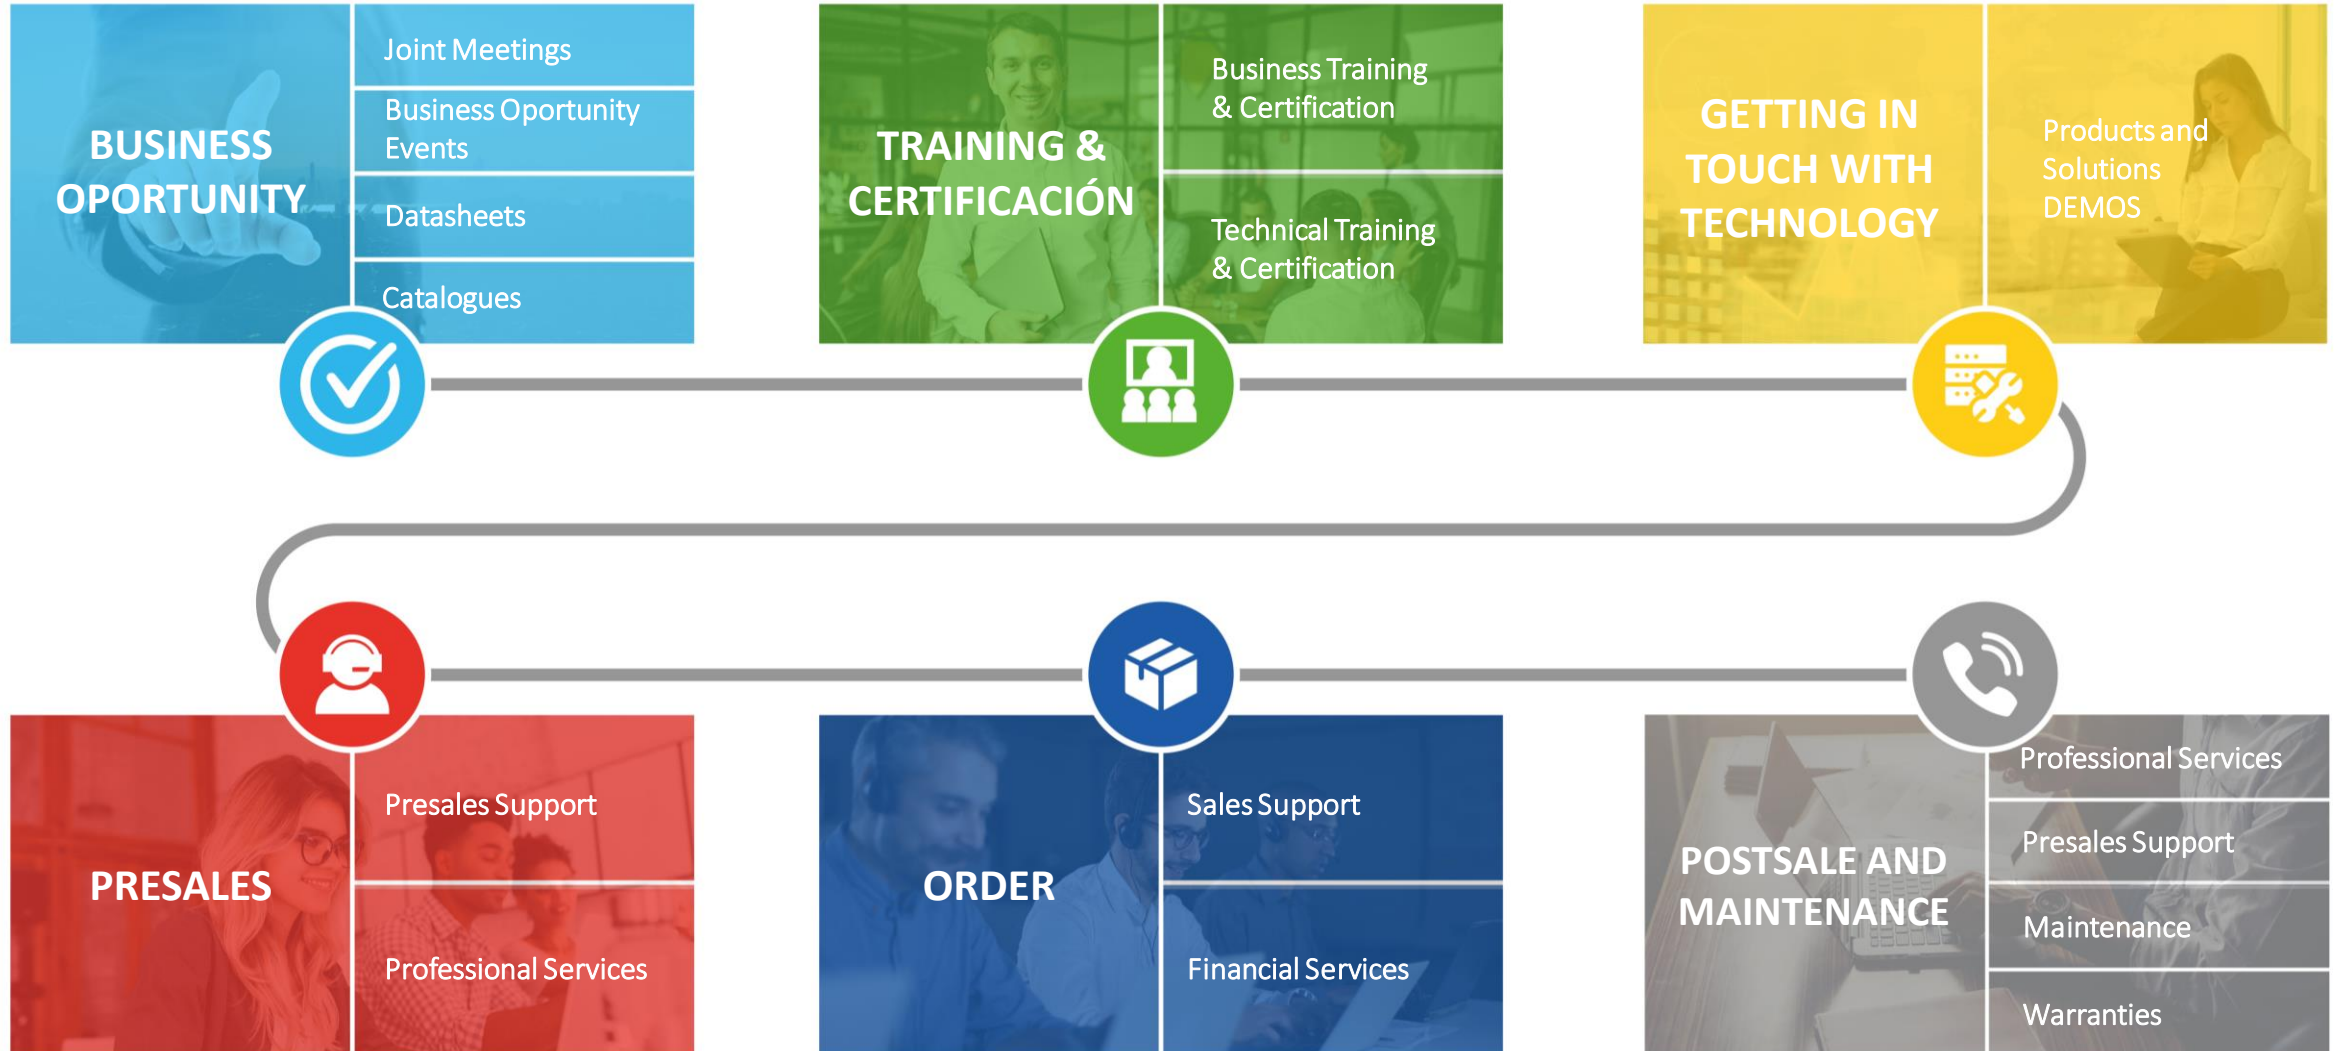 BUSINESS
OPORTUNITY
Joint Meetings
Business Oportunity
Events
Datasheets
Catalogues
TRAINING &
CERTIFICACIÓN
Business Training
& Certification
Technical Training
& Certification
GETTING IN
TOUCH WITH
TECHNOLOGY
Products and
Solutions
DEMOS
PRESALES
Presales Support
Professional Services
ORDER
Sales Support
Financial Services
POSTSALE AND
MAINTENANCE
Professional Services
Presales Support
Maintenance
Warranties